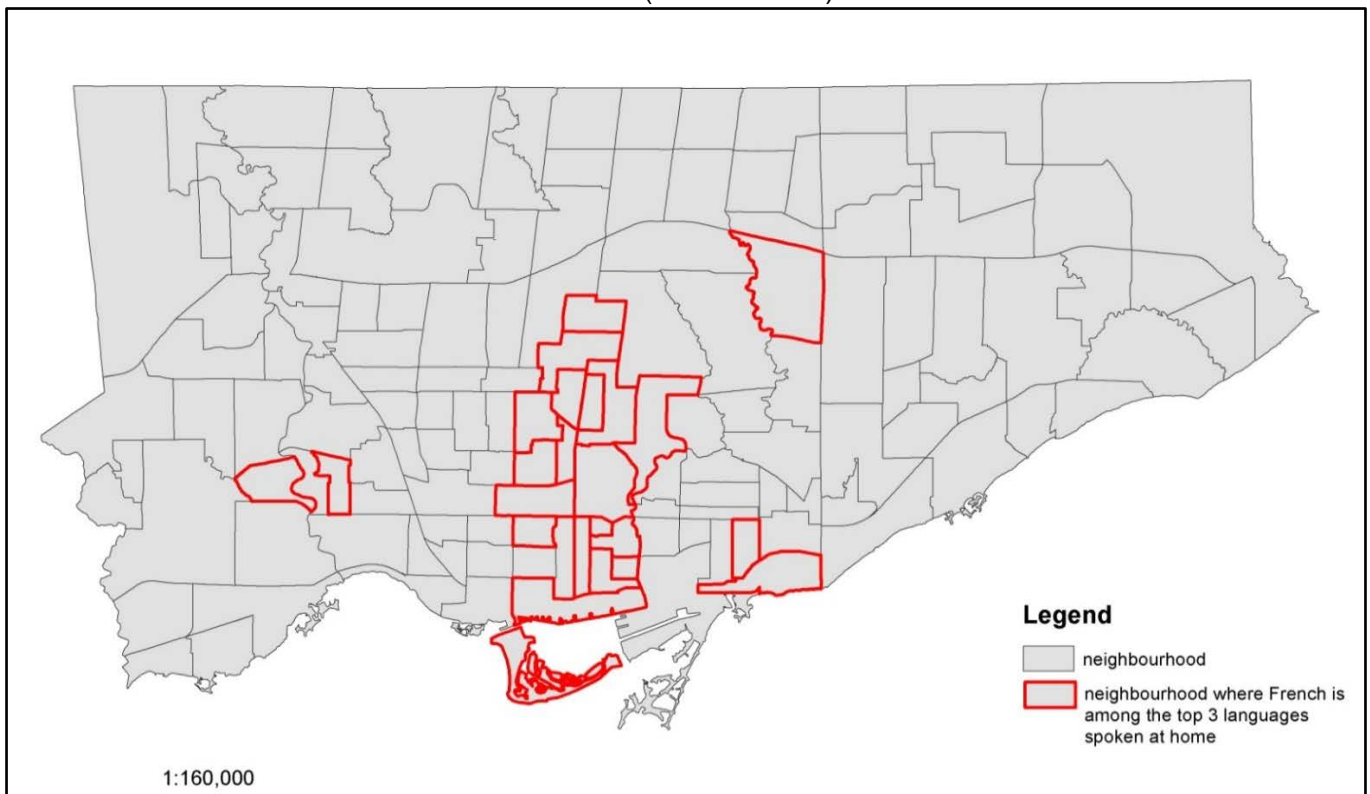 Legend
neighbourhood
neighbourhood where French is
among the top 3 languages
spoken at home
1:160,000